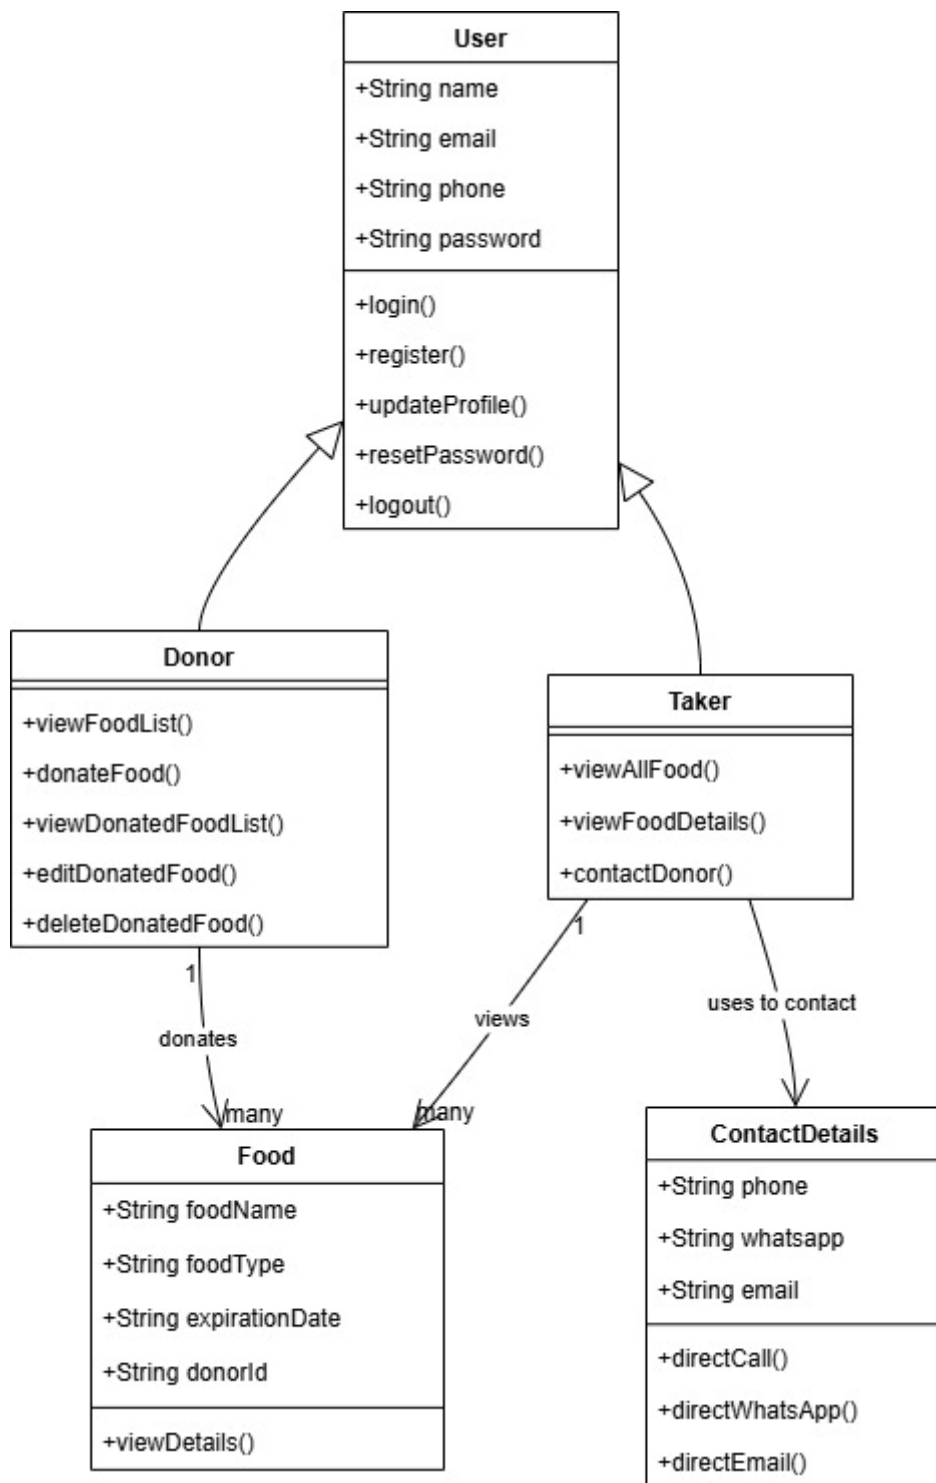 User
+String name
+String email
+String phone
+String password
+login()
+register()
+updateProfile()
+resetPassword()
+logout()
Donor
+viewFoodList()
+donateFood()
+viewDonatedFoodList()
+editDonatedFood()
+deleteDonatedFood()
Taker
+viewAllFood()
+viewFoodDetails()
+contactDonor()
1
donates
many
1
views
many
uses to contact
Food
+String foodName
+String foodType
+String expirationDate
+String donorId
+viewDetails()
ContactDetails
+String phone
+String whatsapp
+String email
+directCall()
+directWhatsApp()
+directEmail()